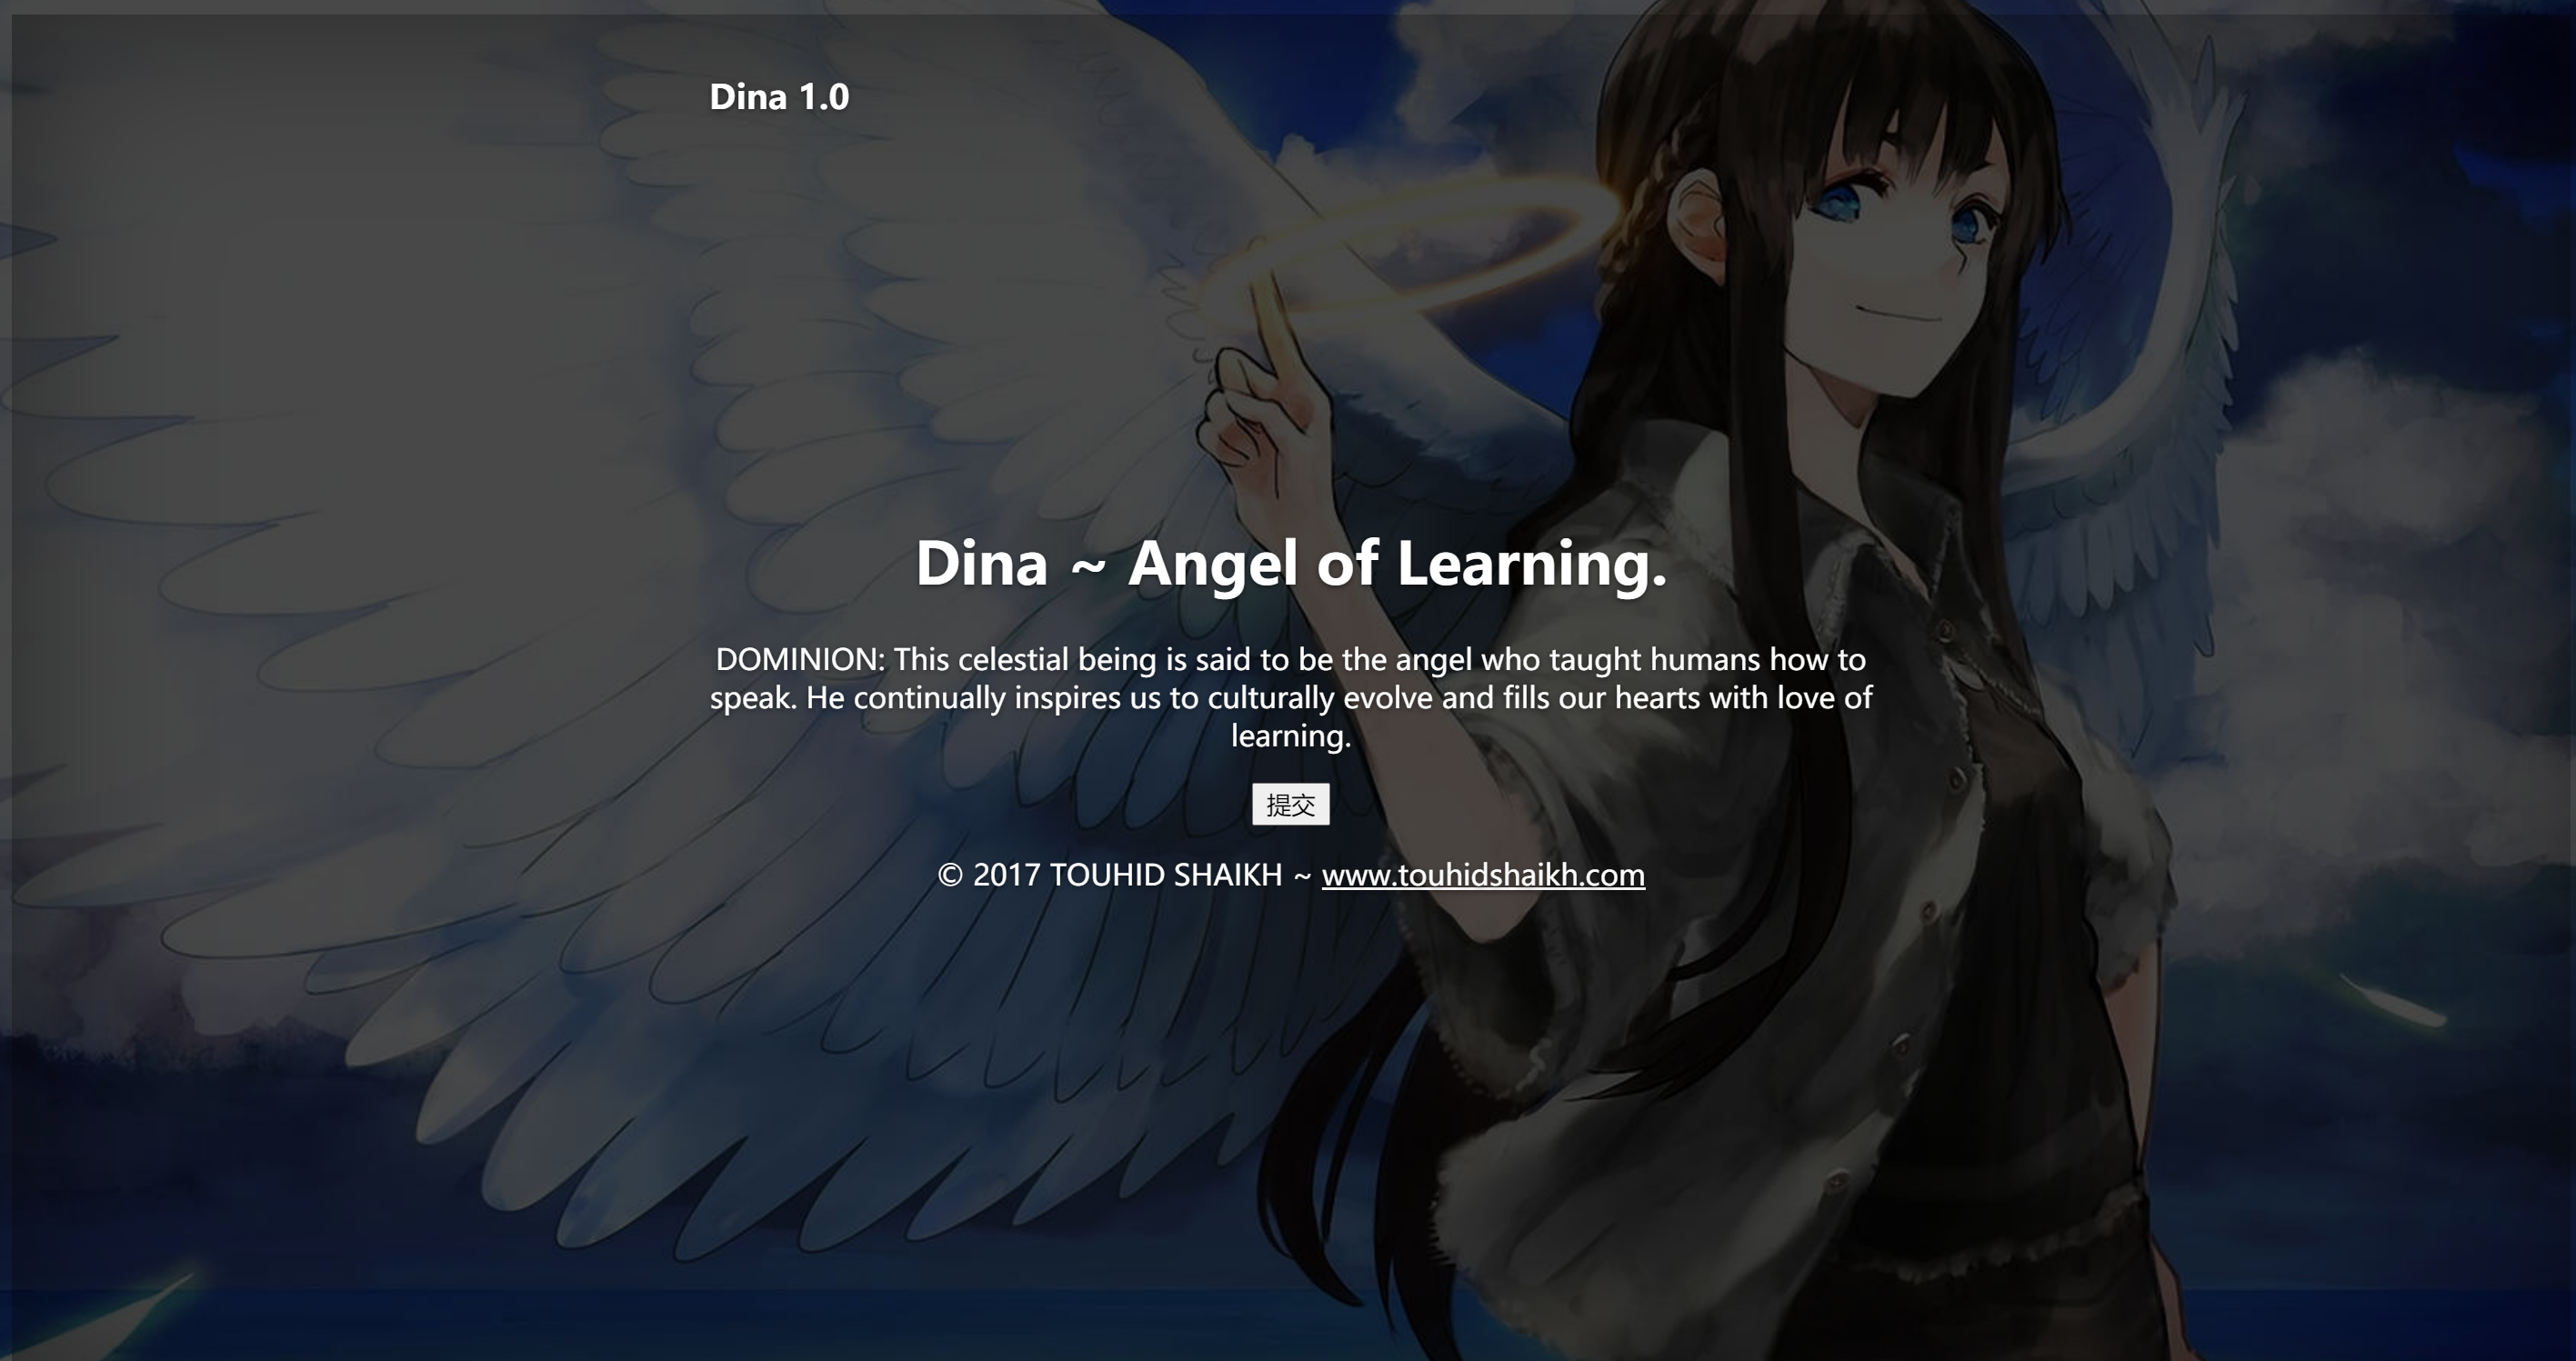 Dina 1.0
Dina ~ Angel of Learning.
DOMINION: This celestial being is said to be the angel who taught humans how to
speak. He continually inspires us to culturally evolve and fills our hearts with love of
learning.
提交
© 2017 TOUHID SHAIKH ~ www.touhidshaikh.com